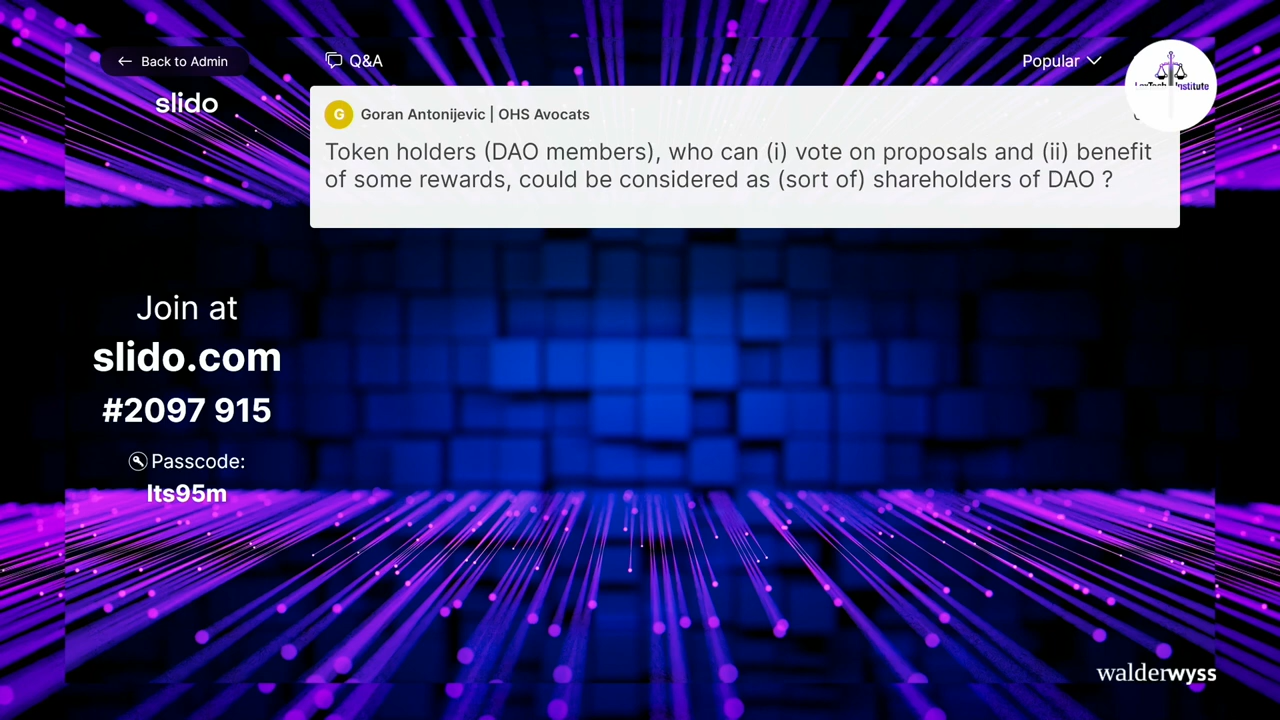 Back to Admin
Q&A
Popular
slido
LexTech Institute
G
Goran Antonijevic | OHS Avocats
Token holders (DAO members), who can (i) vote on proposals and (ii) benefit
of some rewards, could be considered as (sort of) shareholders of DAO ?
Join at
slido.com
#2097 915
Passcode:
lts95m
walderwyss